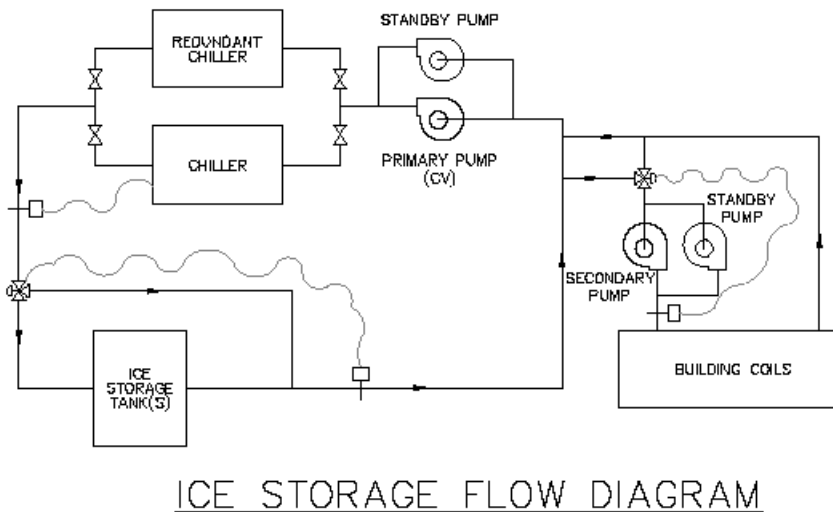 STANDBY PUMP
REDUNDANT
CHILLER
CHILLER
PRIMARY PUMP
(CV)
STANDBY
PUMP
SECONDARY
PUMP
ICE
STORAGE
TANK(S)
BUILDING COILS
ICE STORAGE FLOW DIAGRAM